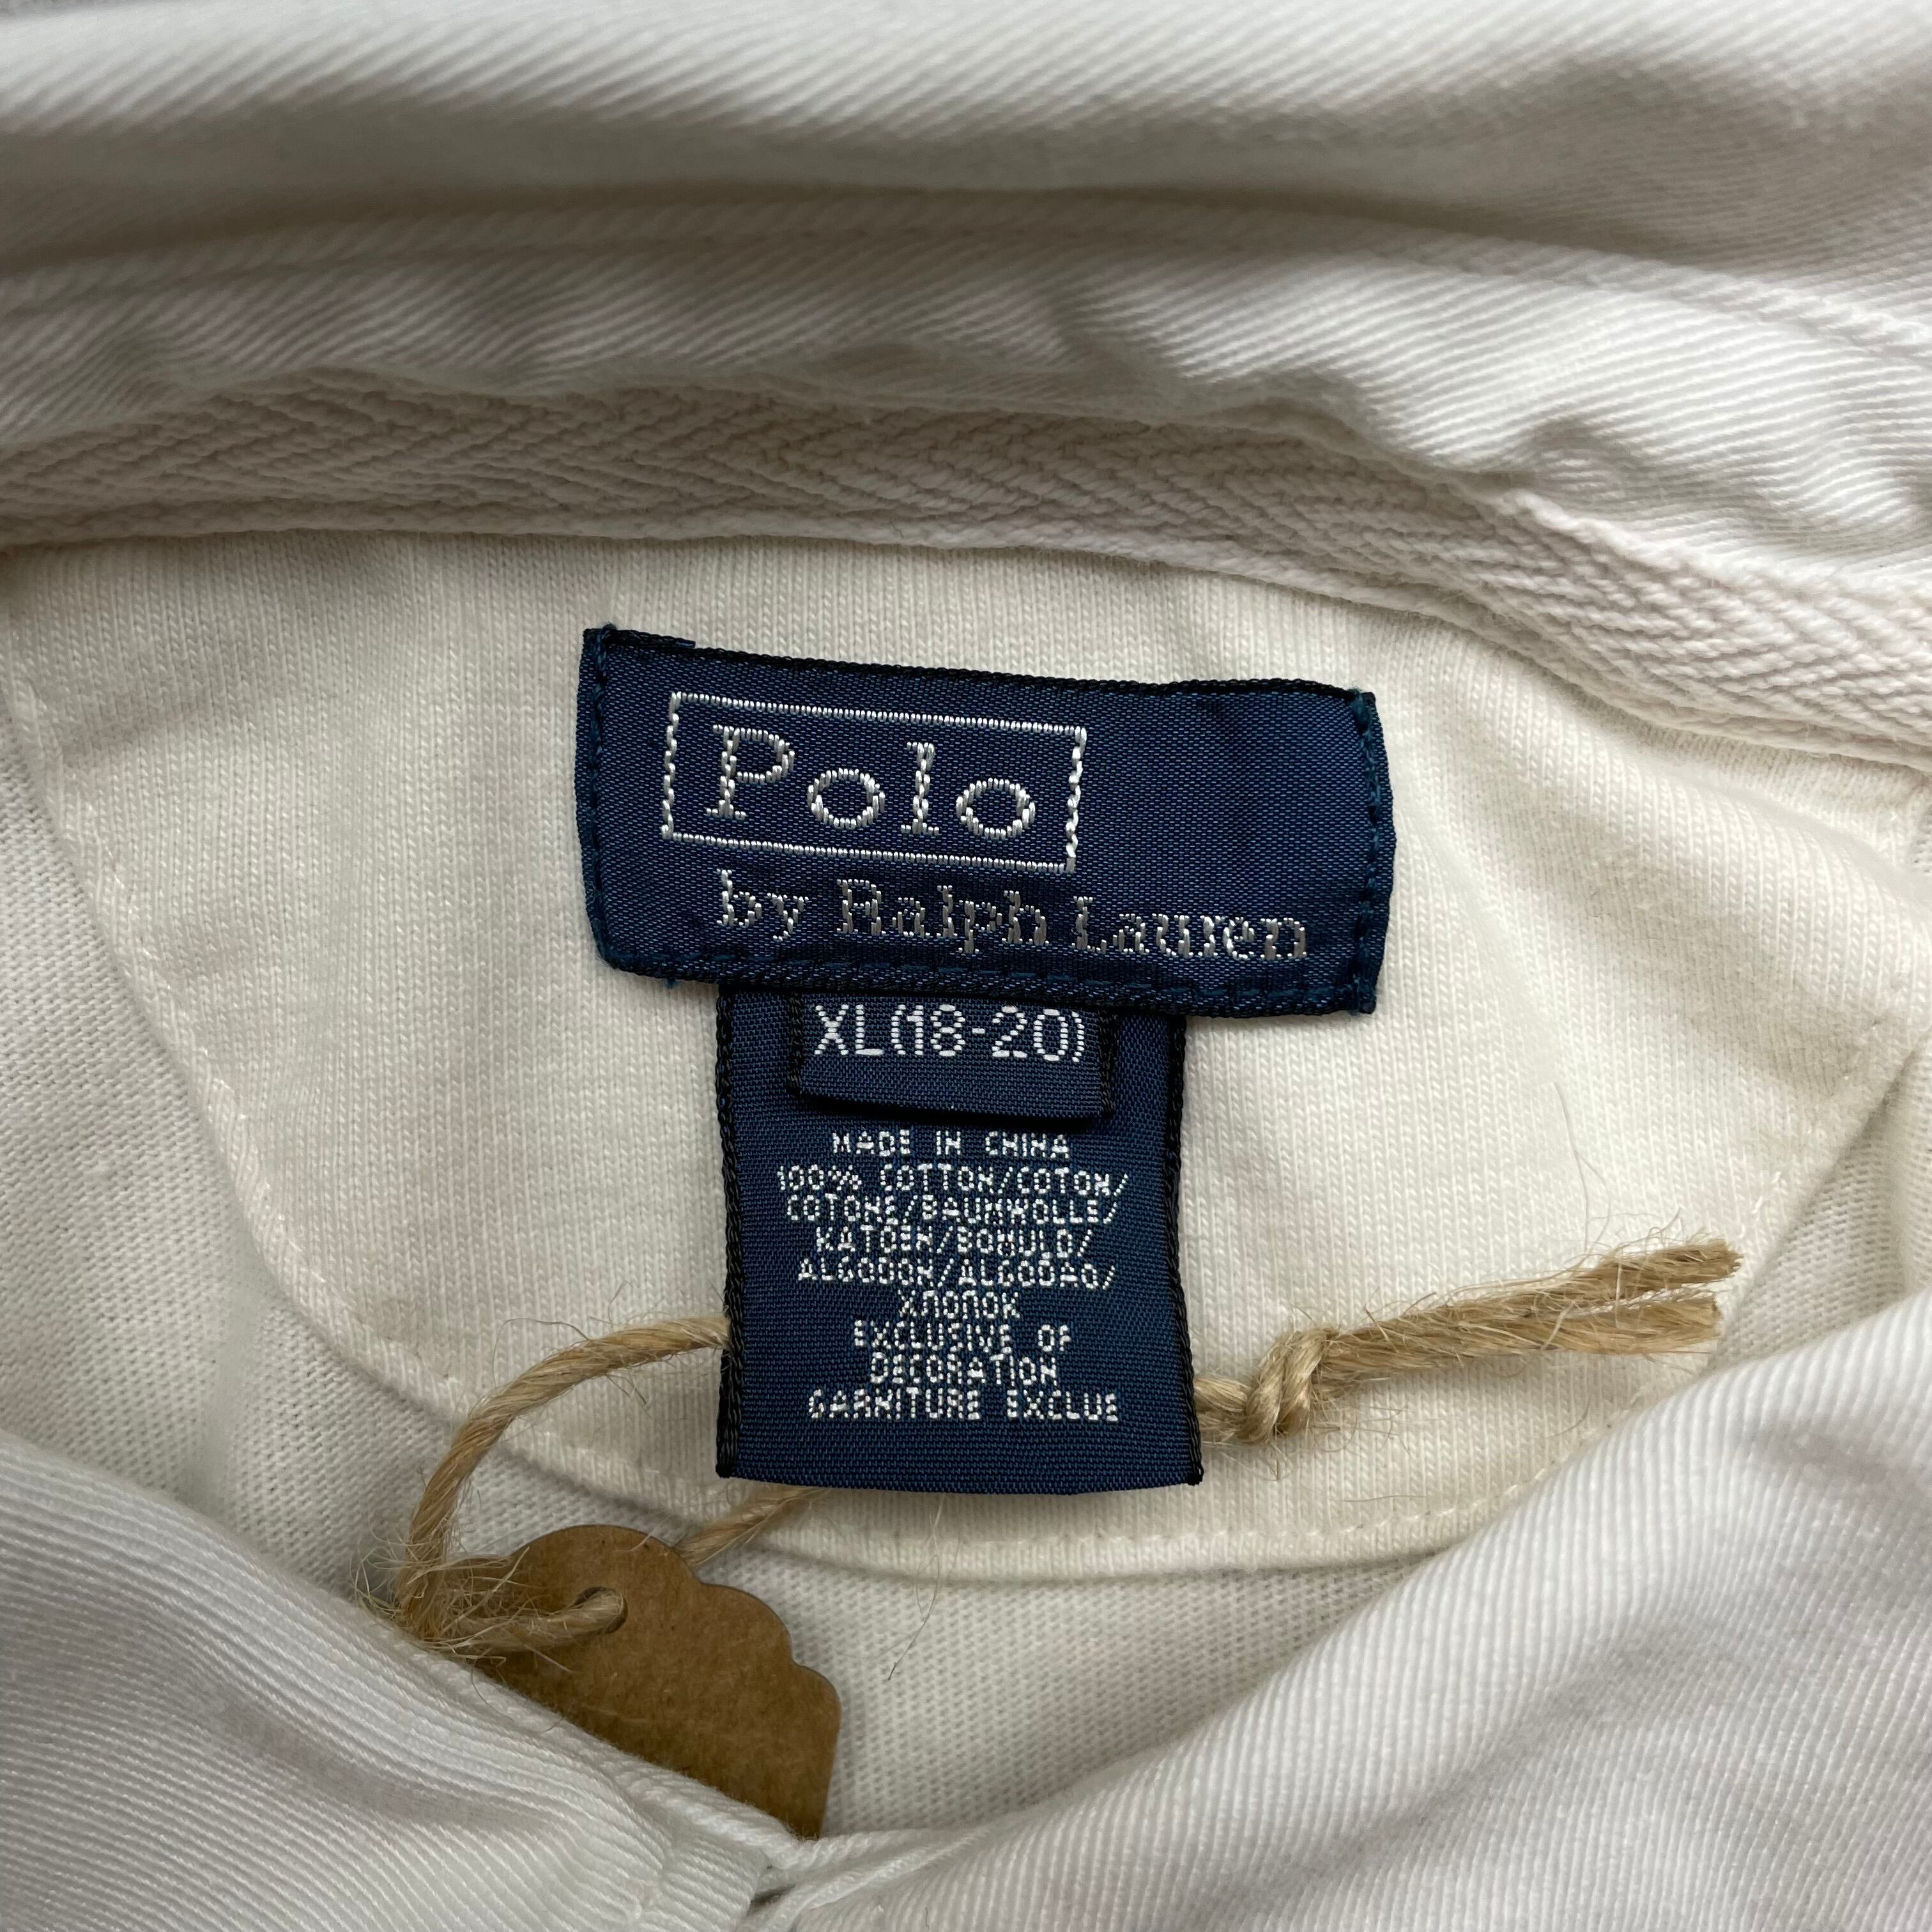 Polo
by Ralph Lauren
XL(18-20)
MADE IN CHINA
100% COTTON/COTON/
COTONE/BAUMWOLLE/
KATOEN/BOMULD/
ALGODON/ALGODAO/
ХЛОПОК
EXCLUSIVE OF
DECORATION
GARNITURE EXCLUE